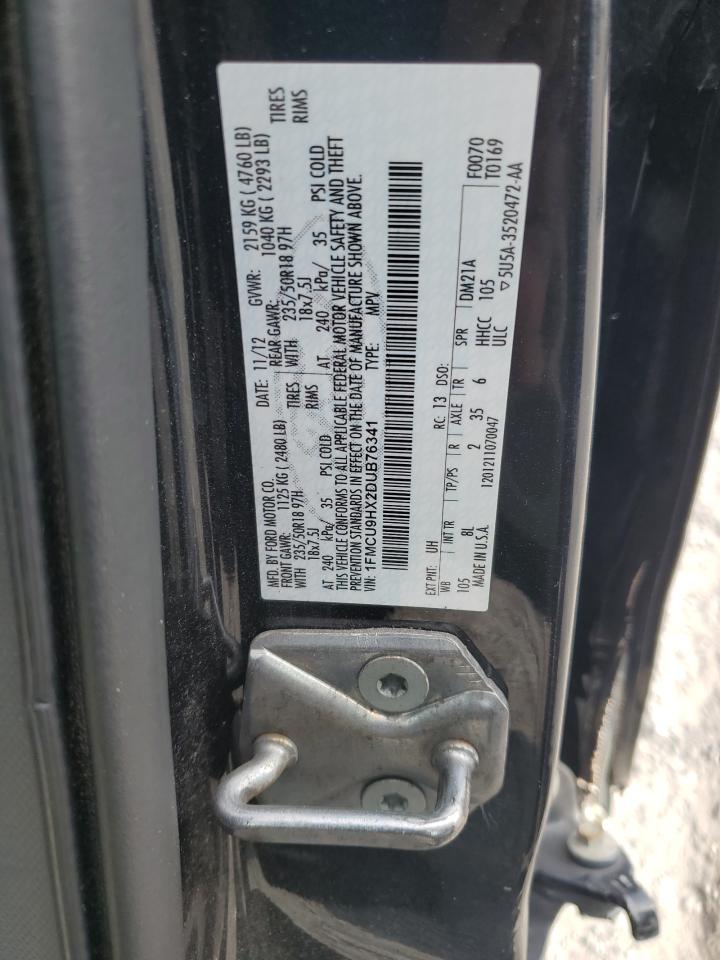 MFD. BY FORD MOTOR CO. DATE: 11/12 GVWR: 2159 KG ( 4760 LB)
FRONT GAWR: 1125 KG ( 2480 LB) REAR GAWR: 1040 KG ( 2293 LB)
WITH 235/50R18 97H TIRES WITH 235/50R18 97H TIRES
18x7.5J RIMS 18x7.5J RIMS
AT 240 kPa/ 35 PSI COLD AT 240 kPa/ 35 PSI COLD
THIS VEHICLE CONFORMS TO ALL APPLICABLE FEDERAL MOTOR VEHICLE SAFETY AND THEFT
PREVENTION STANDARDS IN EFFECT ON THE DATE OF MANUFACTURE SHOWN ABOVE.
VIN: 1FMCU9HX2DUB76341 TYPE: MPV
EXT PNT: UH RC: 13 DSO: F0070
WB INT TR TP/PS R AXLE TR SPR DM21A T0169
105 8L 2 35 6 HHCC 105
MADE IN U.S.A. 1201211070047 ULC ▽5U5A-3520472-AA